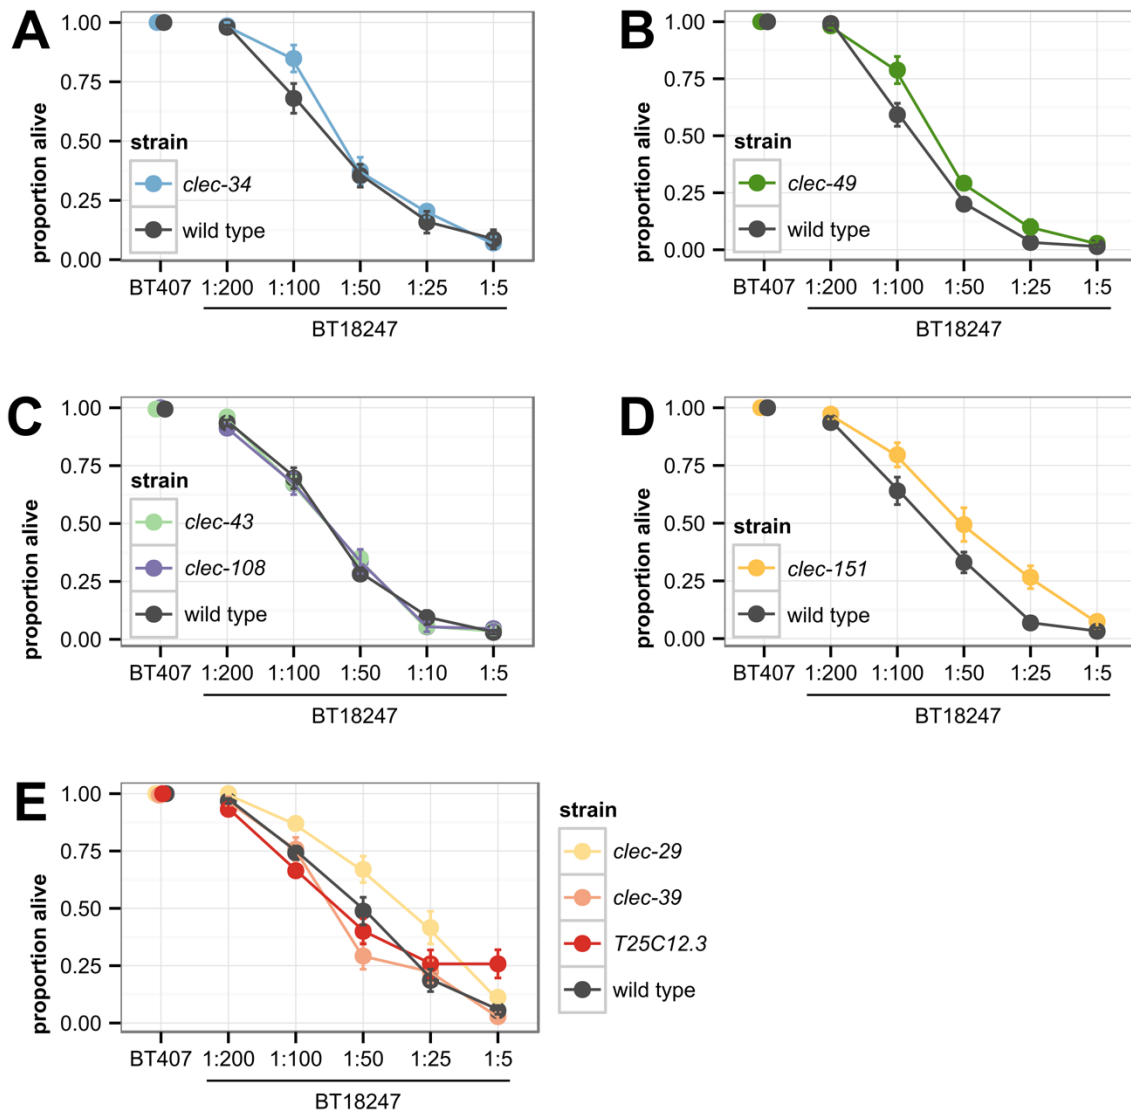 A
1.00
0.75
0.50
0.25
0.00
proportion alive
strain
clec-34
wild type
BT407 1:200 1:100 1:50 1:25 1:5
BT18247
B
1.00
0.75
0.50
0.25
0.00
proportion alive
strain
clec-49
wild type
BT407 1:200 1:100 1:50 1:25 1:5
BT18247
C
1.00
0.75
0.50
0.25
0.00
proportion alive
strain
clec-43
clec-108
wild type
BT407 1:200 1:100 1:50 1:10 1:5
BT18247
D
1.00
0.75
0.50
0.25
0.00
proportion alive
strain
clec-151
wild type
BT407 1:200 1:100 1:50 1:25 1:5
BT18247
E
1.00
0.75
0.50
0.25
0.00
proportion alive
BT407 1:200 1:100 1:50 1:25 1:5
BT18247
strain
clec-29
clec-39
T25C12.3
wild type